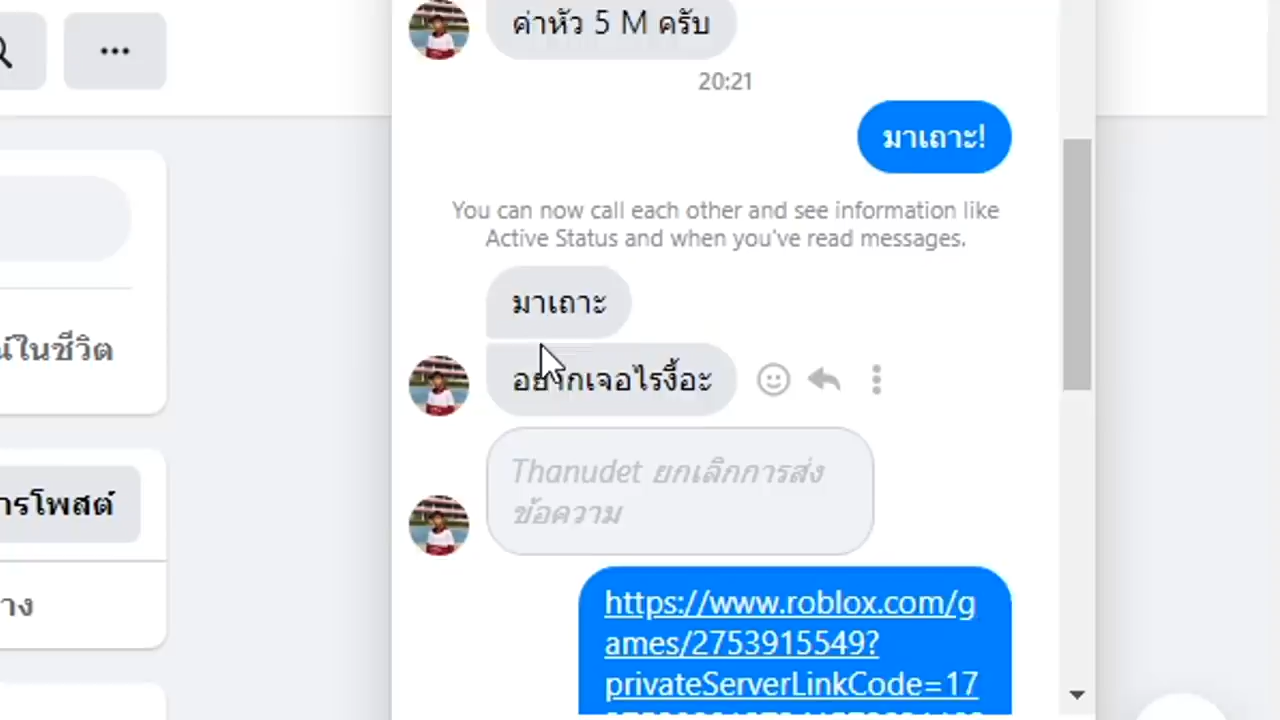 ค่าหัว 5 M ครับ
20:21
มาเถาะ!
You can now call each other and see information like
Active Status and when you've read messages.
มาเถาะ
อยากเจอไรงี้อะ
Thanudet ยกเลิกการส่ง
ข้อความ
https://www.roblox.com/g
ames/2753915549?
privateServerLinkCode=17
ในชีวิต
ารโพสต์
าง